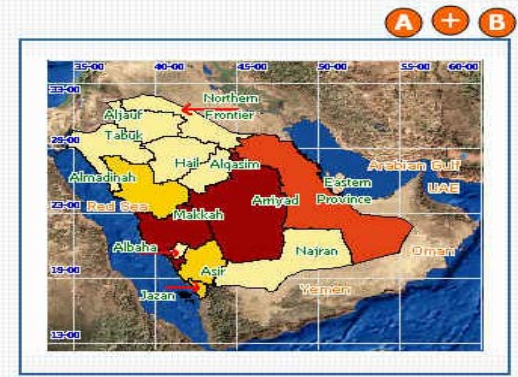 A + B
35-00 40-00 45-00 50-00 55-00 60-00
33-00
Northern
Frontier
Aljauf
Tabuk
29-00
Hail Alqasim
Arabian Gulf
Almadinah
Eastern
Province
UAE
Arriyad
23-00
Red Sea
Makkah
Albaha
Najran
Oman
19-00
Asir
Yemen
Jazan
13-00